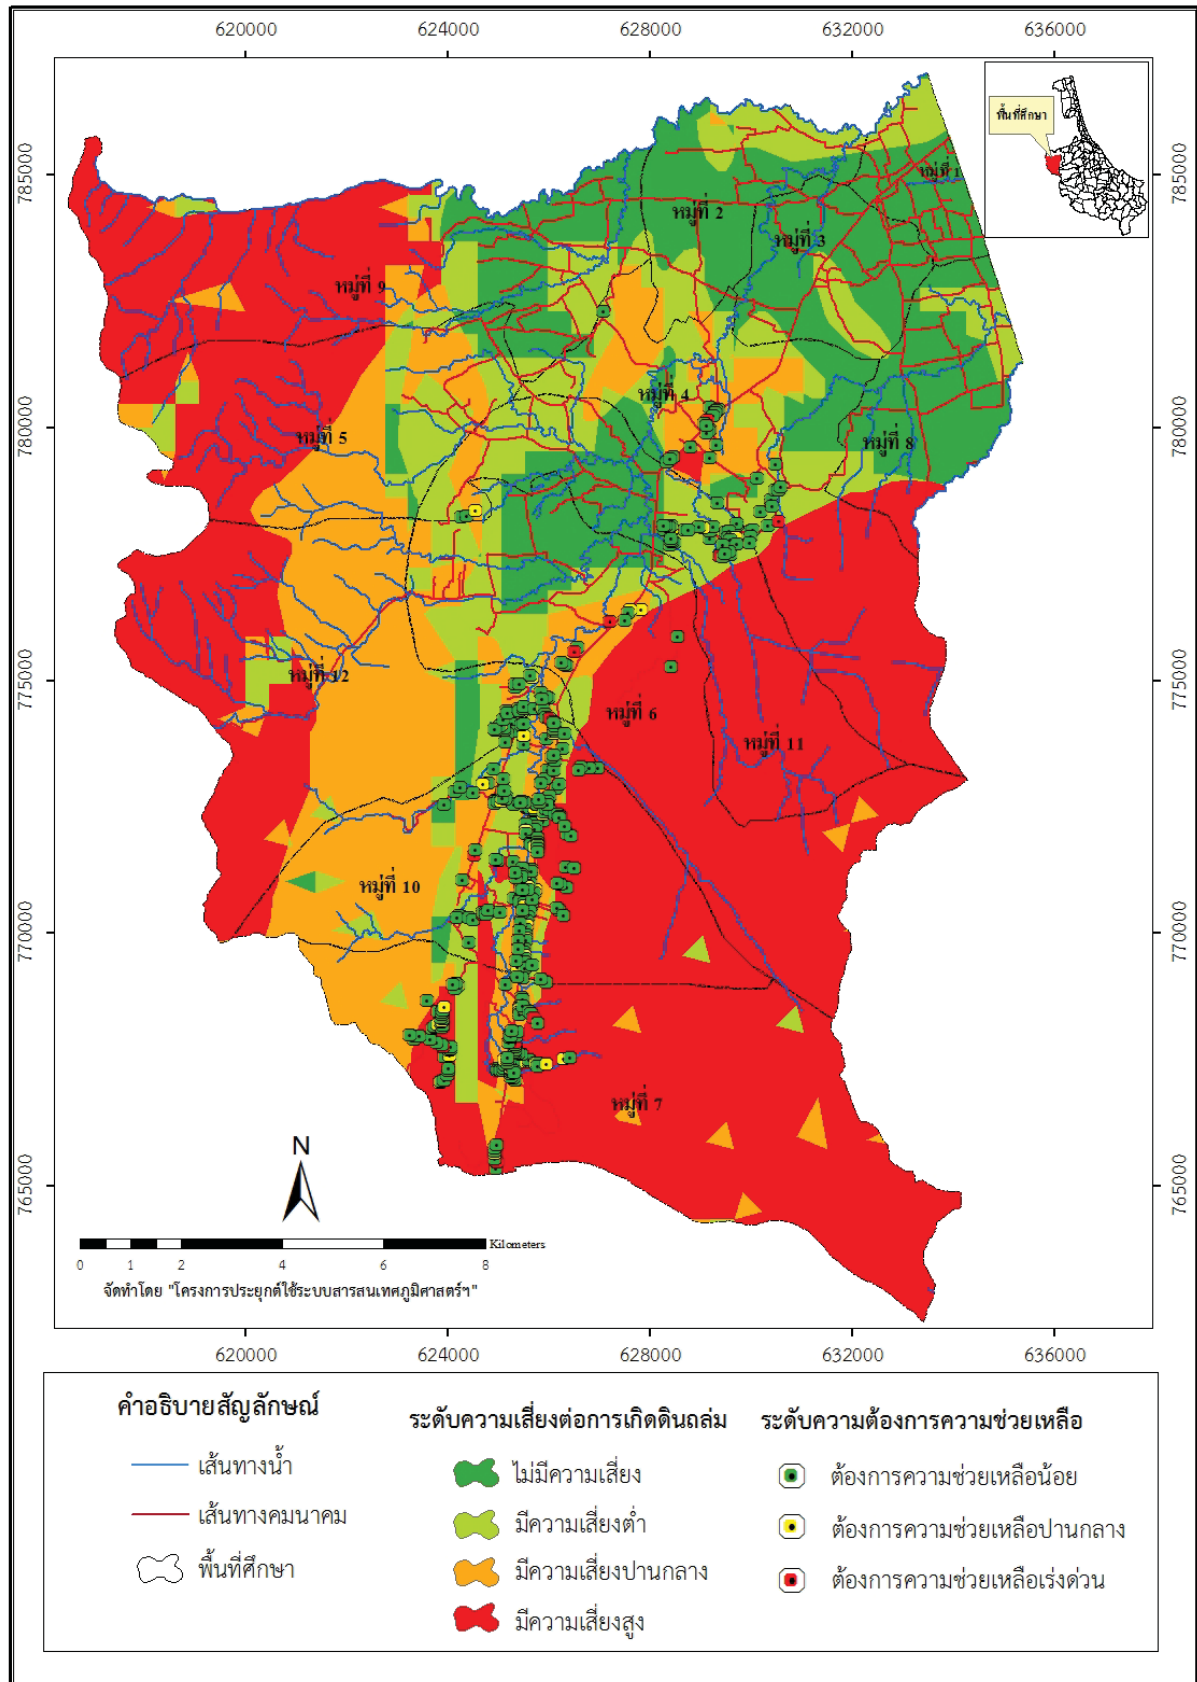 620000 624000 628000 632000 636000
785000
780000
775000
770000
765000
785000
780000
775000
770000
765000
พื้นที่ศึกษา
หมู่ที่ 1
หมู่ที่ 2
หมู่ที่ 3
หมู่ที่ 9
หมู่ที่ 4
หมู่ที่ 5
หมู่ที่ 8
หมู่ที่ 12
หมู่ที่ 6
หมู่ที่ 11
หมู่ที่ 10
หมู่ที่ 7
N
Kilometers
0 1 2 4 6 8
จัดทำโดย "โครงการประยุกต์ใช้ระบบสารสนเทศภูมิศาสตร์ฯ"
620000 624000 628000 632000 636000
คำอธิบายสัญลักษณ์
เส้นทางน้ำ
เส้นทางคมนาคม
พื้นที่ศึกษา
ระดับความเสี่ยงต่อการเกิดดินถล่ม
ไม่มีความเสี่ยง
มีความเสี่ยงต่ำ
มีความเสี่ยงปานกลาง
มีความเสี่ยงสูง
ระดับความต้องการความช่วยเหลือ
ต้องการความช่วยเหลือน้อย
ต้องการความช่วยเหลือปานกลาง
ต้องการความช่วยเหลือเร่งด่วน